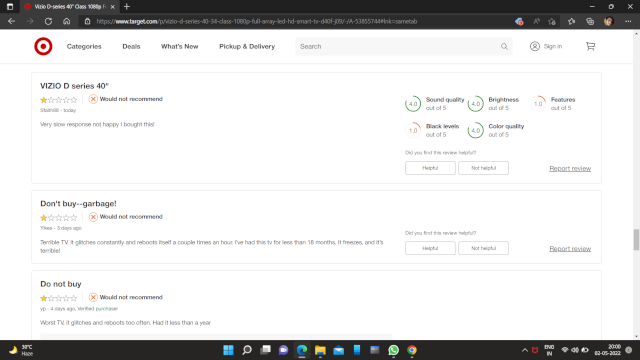 Vizio D-series 40" Class 1080p F
https://www.target.com/p/vizio-d-series-40-34-class-1080p-full-array-led-hd-smart-tv-d40f-j09/-/A-53855744#lnk=sametab
Categories Deals What's New Pickup & Delivery Search Sign in
VIZIO D series 40"
Would not recommend
today
Very slow response not happy I bought this!
4.0 Sound quality out of 5
4.0 Brightness out of 5
1.0 Features out of 5
1.0 Black levels out of 5
4.0 Color quality out of 5
Did you find this review helpful?
Helpful Not helpful Report review
Don't buy--garbage!
Would not recommend
3 days ago
Terrible TV. It glitches constantly and reboots itself a couple times an hour. I've had this tv for less than 18 months. It freezes, and it's
terrible!
Did you find this review helpful?
Helpful Not helpful Report review
Do not buy
Would not recommend
yp - 4 days ago, Verified purchaser
Worst TV, it glitches and reboots too often. Had it less than a year
30°C
Haze
ENG
IN
20:00
02-05-2022